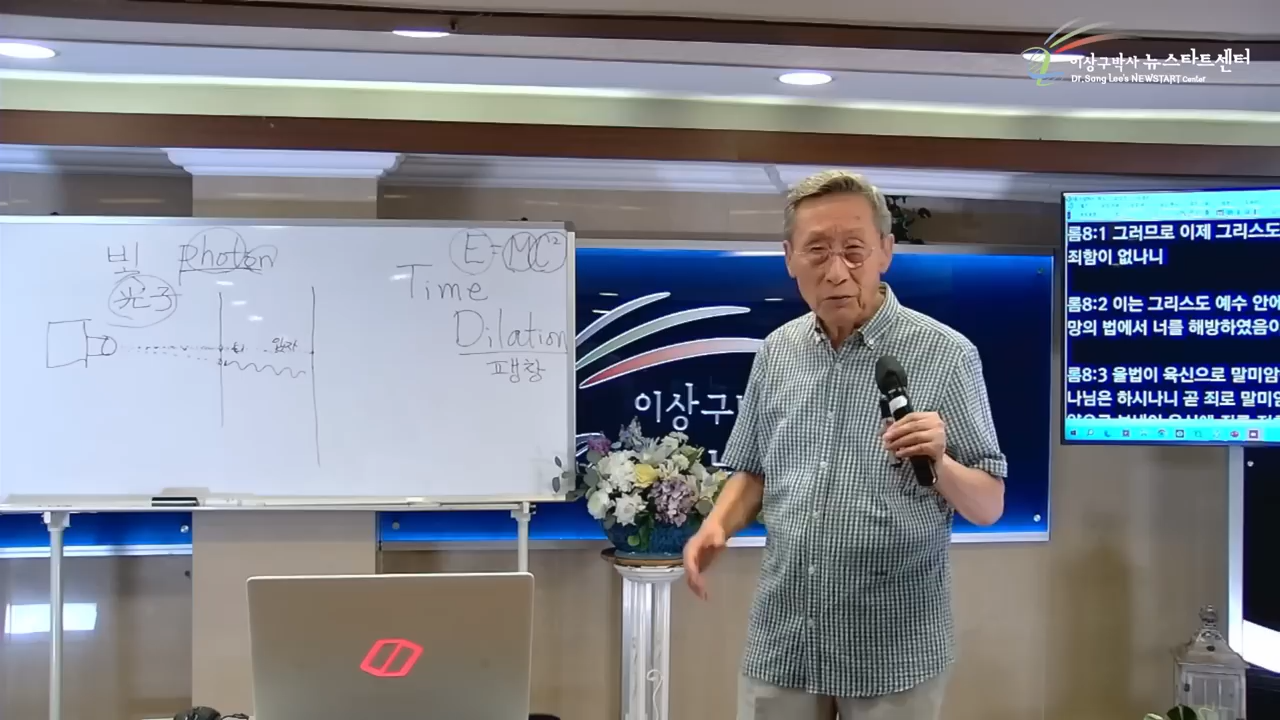 이상구박사 뉴스타트센터
Dr. Sang Lee's NEWSTART Center
빛 photon
光子
입자
E=MC²
Time
Dilation
팽창
이상구
롬8:1 그러므로 이제 그리스도
죄함이 없나니
롬8:2 이는 그리스도 예수 안에
망의 법에서 너를 해방하였음이
롬8:3 율법이 육신으로 말미암
나님은 하시나니 곧 죄로 말미암